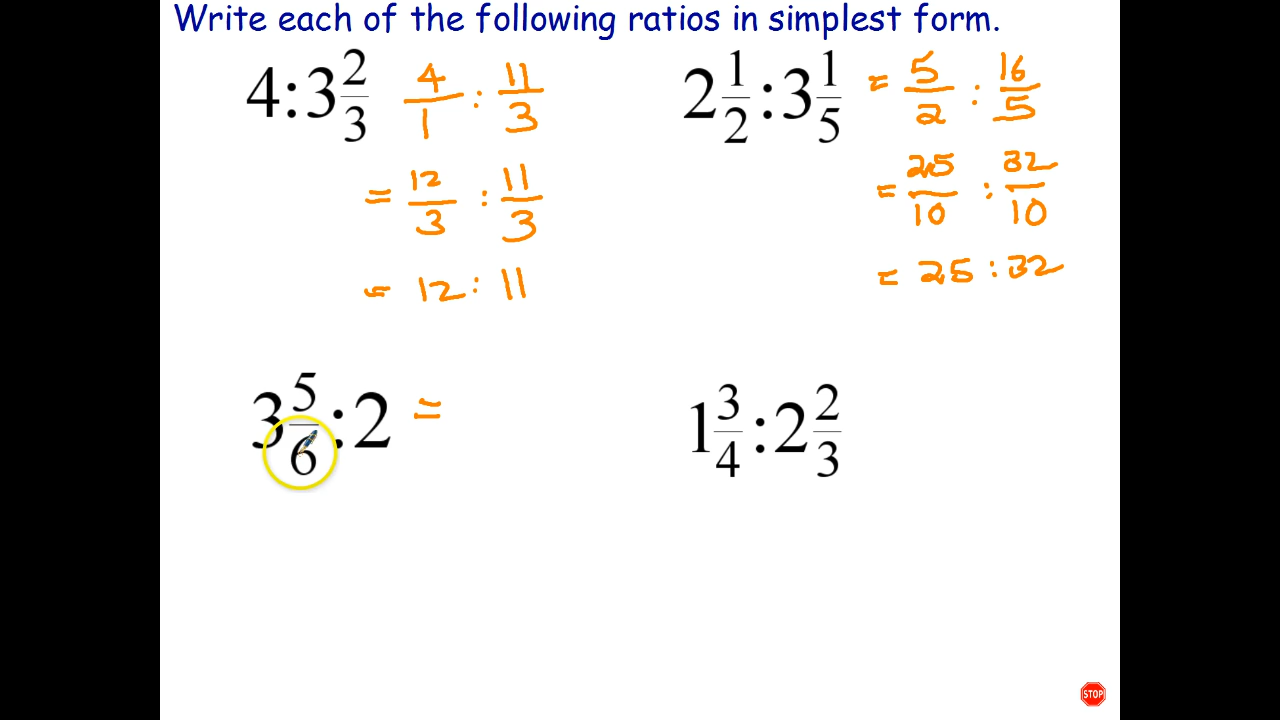 Write each of the following ratios in simplest form.
4:3 2/3 4/1 : 11/3
= 12/3 : 11/3
= 12 : 11
2 1/2 : 3 1/5 = 5/2 : 16/5
= 25/10 : 32/10
= 25 : 32
3 5/6 : 2 =
1 3/4 : 2 2/3
STOP